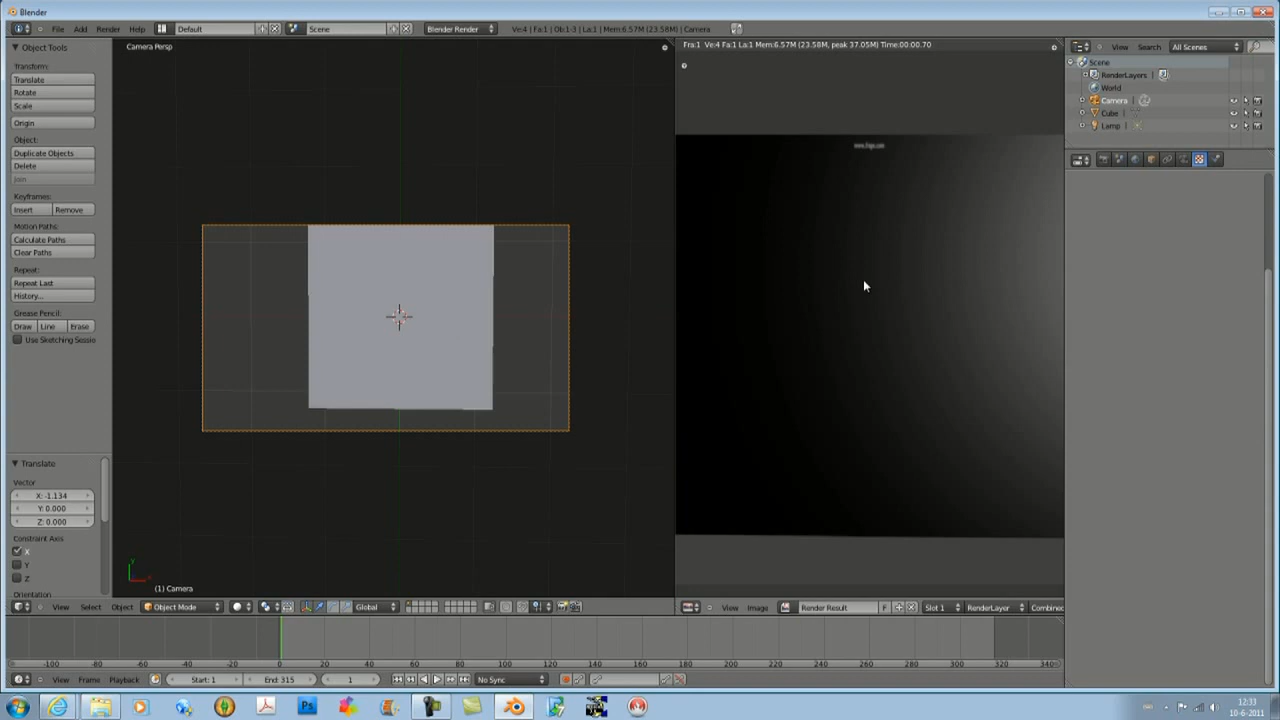 Blender
File Add Render Help Default Scene Blender Render Ve:4 | Fa:1 | Ob:1-3 | La:1 | Mem:6.57M (23.58M) | Camera
Object Tools
Transform:
Translate
Rotate
Scale
Origin
Object:
Duplicate Objects
Delete
Join
Keyframes:
Insert Remove
Motion Paths:
Calculate Paths
Clear Paths
Repeat:
Repeat Last
History...
Grease Pencil:
Draw Line Erase
Use Sketching Sessio
Translate
Vector
X: -1.134
Y: 0.000
Z: 0.000
Constraint Axis
X
Y
Z
Orientation
Camera Persp
(1) Camera
View Select Object Object Mode Global
Fra:1 Ve:4 Fa:1 La:1 Mem:6.57M (23.58M, peak 37.05M) Time:00:00.70
View Image Render Result F Slot 1 RenderLayer Combined
View Search All Scenes
Scene
RenderLayers
World
Camera
Cube
Lamp
-100 -80 -60 -40 -20 0 20 40 60 80 100 120 140 160 180 200 220 240 260 280 300 320 340
View Frame Playback Start: 1 End: 315 1 No Sync
Ps
12:33
10-6-2011